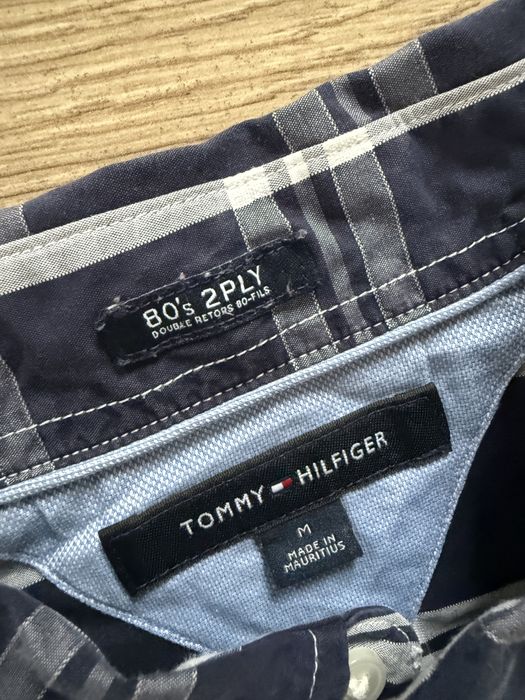 80's 2PLY
DOUBLE RETORS 80-FILS
TOMMY HILFIGER
M
MADE IN
MAURITIUS